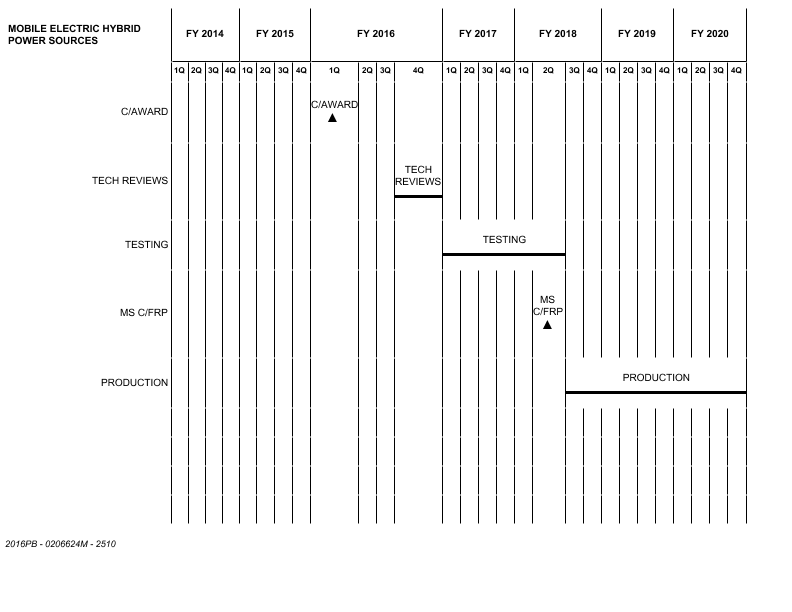 MOBILE ELECTRIC HYBRID
POWER SOURCES
FY 2014 FY 2015 FY 2016 FY 2017 FY 2018 FY 2019 FY 2020
1Q 2Q 3Q 4Q 1Q 2Q 3Q 4Q 1Q 2Q 3Q 4Q 1Q 2Q 3Q 4Q 1Q 2Q 3Q 4Q 1Q 2Q 3Q 4Q 1Q 2Q 3Q 4Q
C/AWARD
C/AWARD
TECH REVIEWS
TECH
REVIEWS
TESTING
TESTING
MS C/FRP
MS
C/FRP
PRODUCTION
PRODUCTION
2016PB - 0206624M - 2510